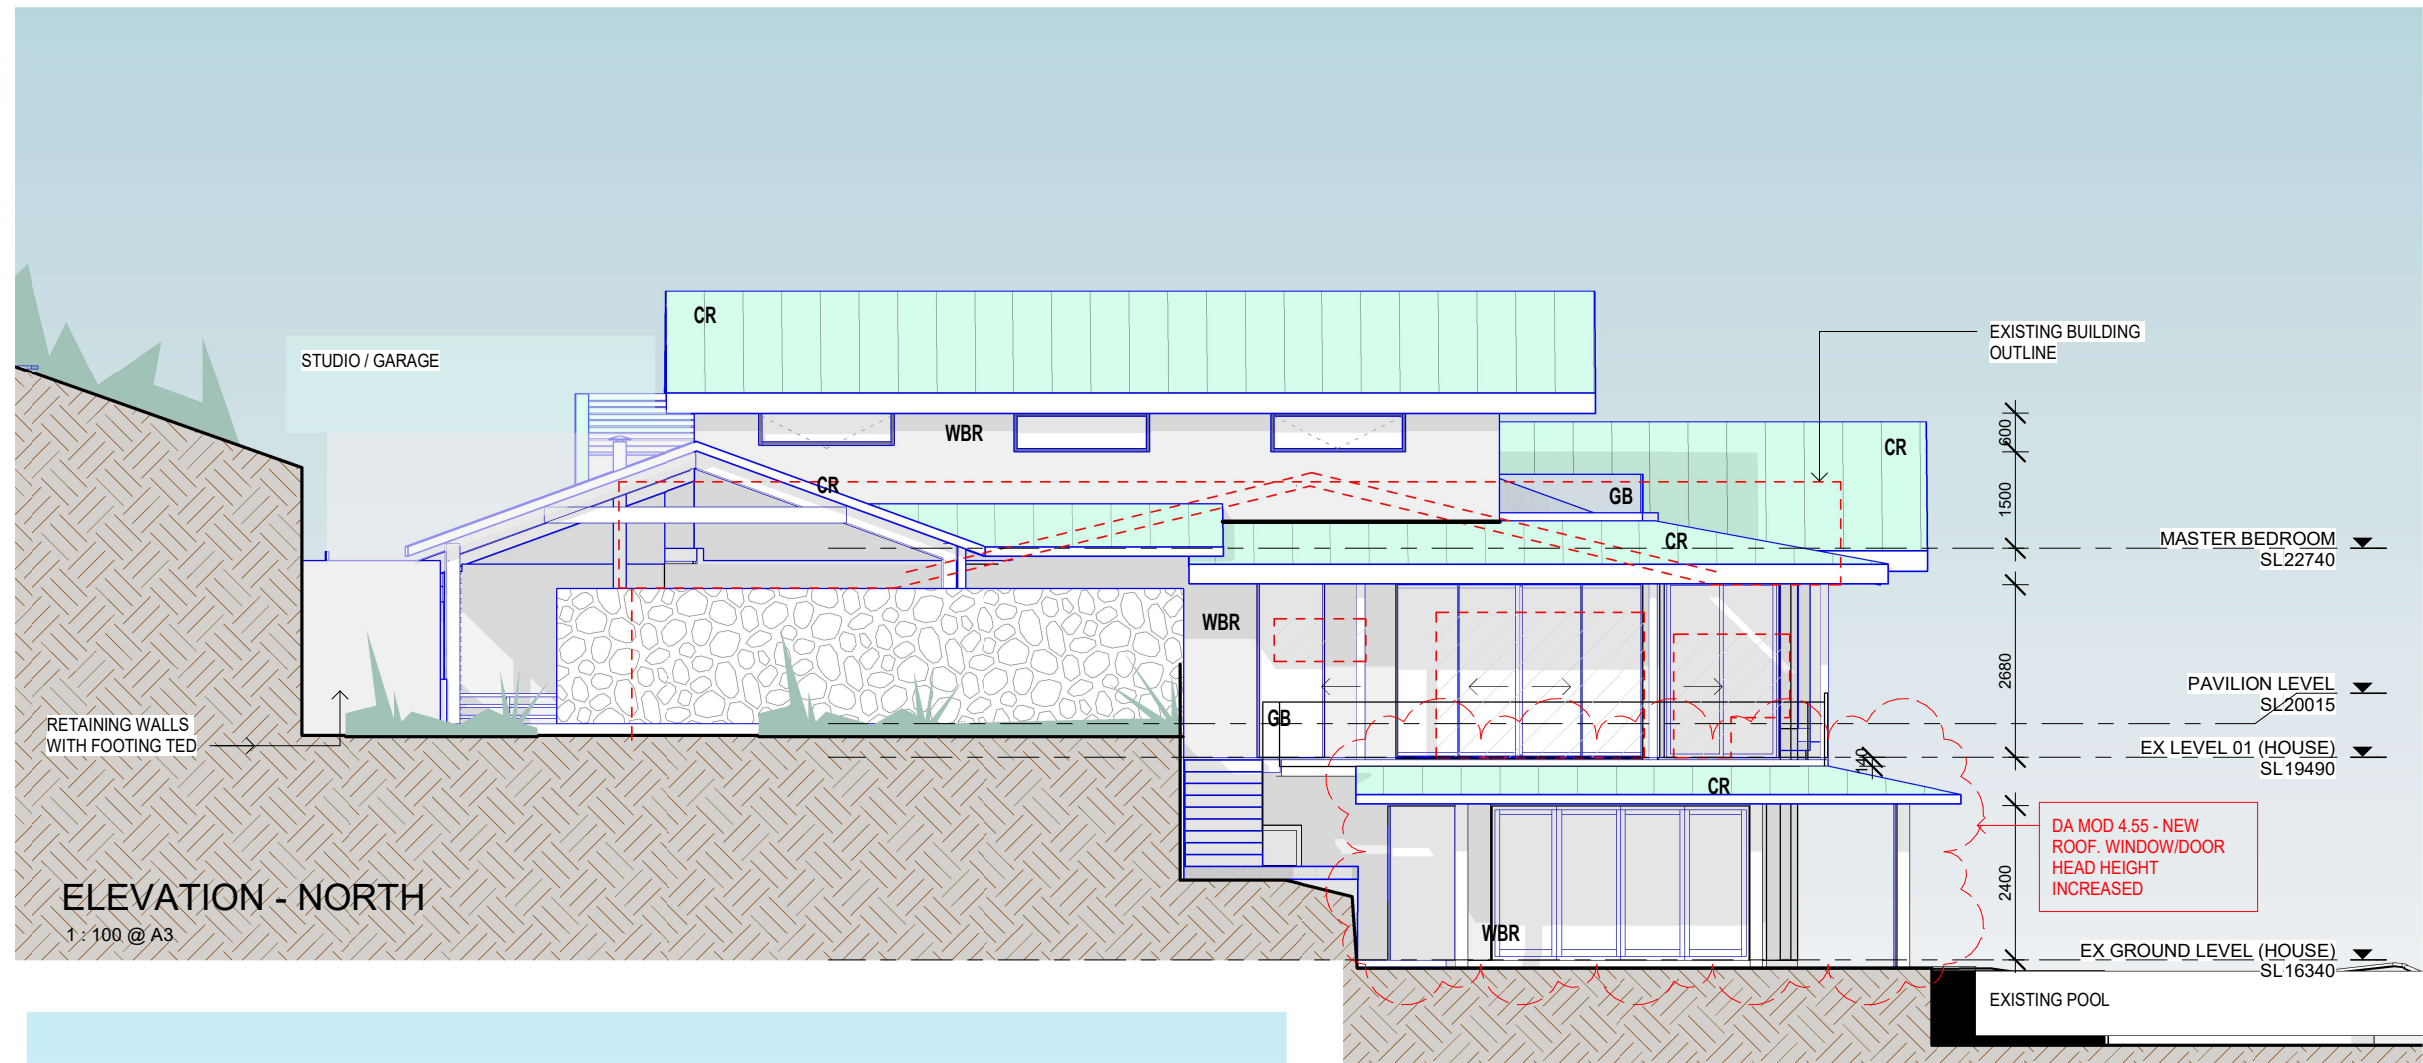 CR
STUDIO / GARAGE
EXISTING BUILDING
OUTLINE
WBR
CR
600
CR
GB
1500
CR
MASTER BEDROOM
SL22740
WBR
2680
PAVILION LEVEL
SL20015
GB
RETAINING WALLS
WITH FOOTING TED
EX LEVEL 01 (HOUSE)
SL19490
140
CR
DA MOD 4.55 - NEW
ROOF. WINDOW/DOOR
HEAD HEIGHT
INCREASED
2400
ELEVATION - NORTH
1 : 100 @ A3
WBR
EX GROUND LEVEL (HOUSE)
SL16340
EXISTING POOL